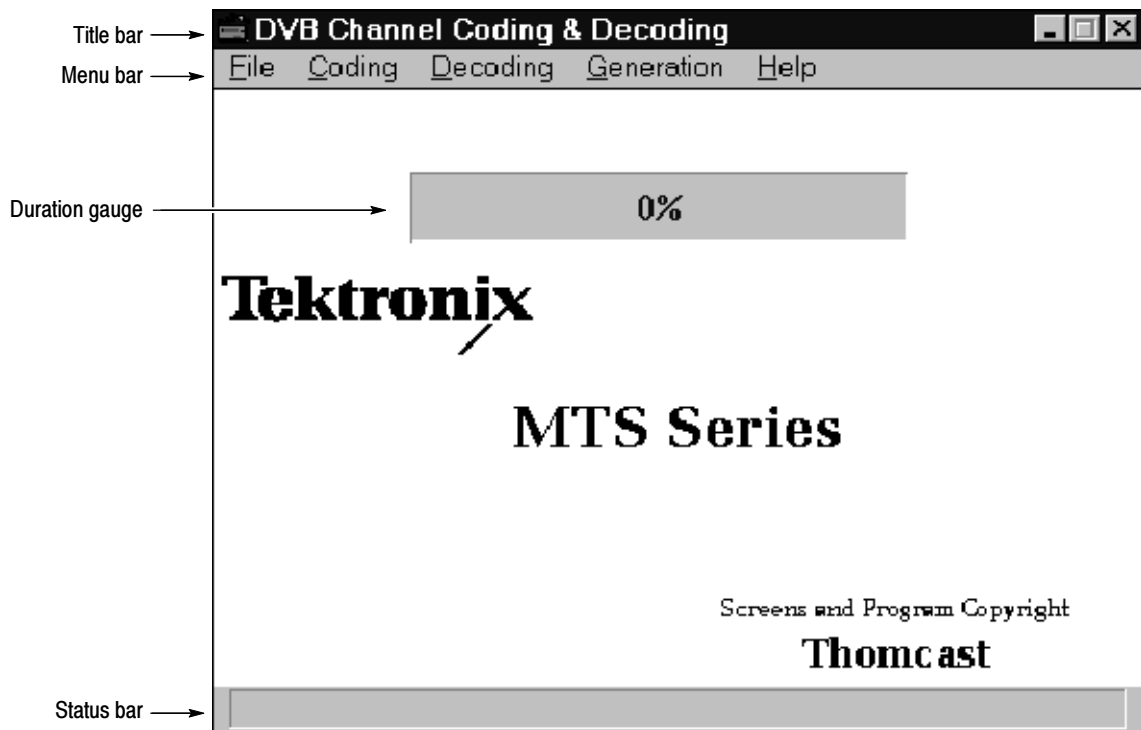 Title bar
DVB Channel Coding & Decoding
Menu bar
File Coding Decoding Generation Help
Duration gauge
0%
Tektronix
MTS Series
Screens and Program Copyright
Thomcast
Status bar